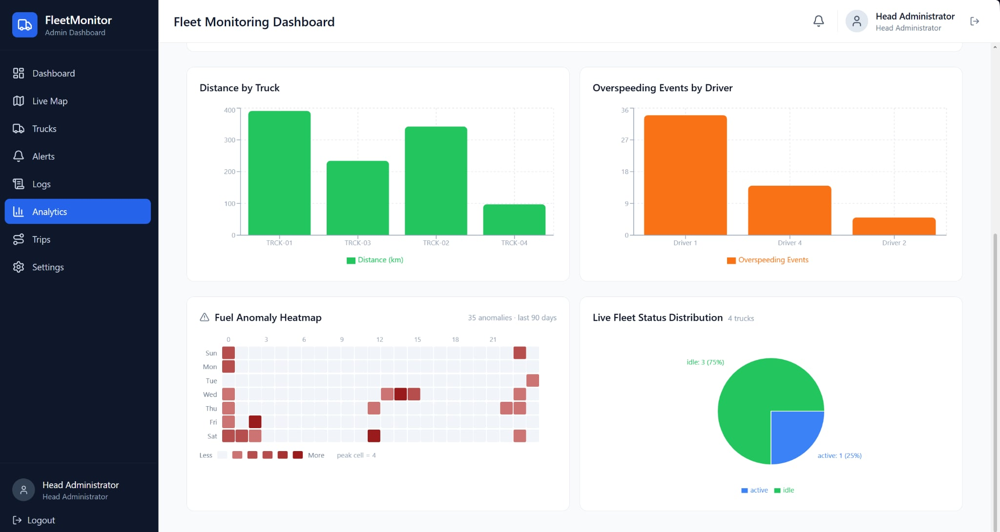 FleetMonitor
Admin Dashboard
Dashboard
Live Map
Trucks
Alerts
Logs
Analytics
Trips
Settings
Head Administrator
Head Administrator
Logout
Fleet Monitoring Dashboard
Head Administrator
Head Administrator
Distance by Truck
400
300
200
100
0
TRCK-01 TRCK-03 TRCK-02 TRCK-04
Distance (km)
Overspeeding Events by Driver
36
27
18
9
0
Driver 1 Driver 4 Driver 2
Overspeeding Events
Fuel Anomaly Heatmap 35 anomalies · last 90 days
0 3 6 9 12 15 18 21
Sun
Mon
Tue
Wed
Thu
Fri
Sat
Less More peak cell = 4
Live Fleet Status Distribution 4 trucks
idle: 3 (75%)
active: 1 (25%)
active idle